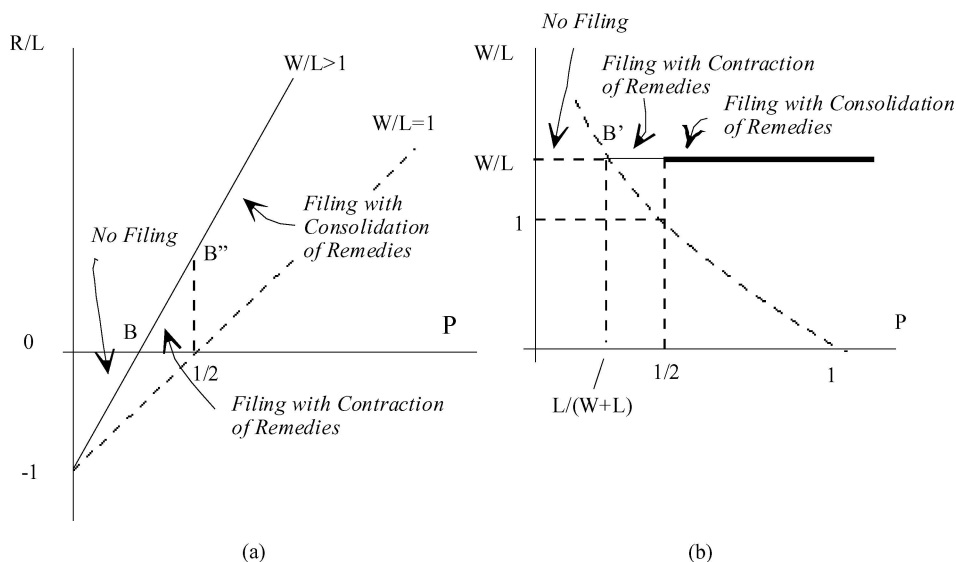 R/L
W/L>1
W/L=1
No Filing
Filing with
Consolidation
of Remedies
B”
B
P
0
1/2
Filing with Contraction
of Remedies
-1
(a)
No Filing
W/L
Filing with Contraction
of Remedies
Filing with Consolidation
of Remedies
B’
W/L
1
P
1/2
1
L/(W+L)
(b)